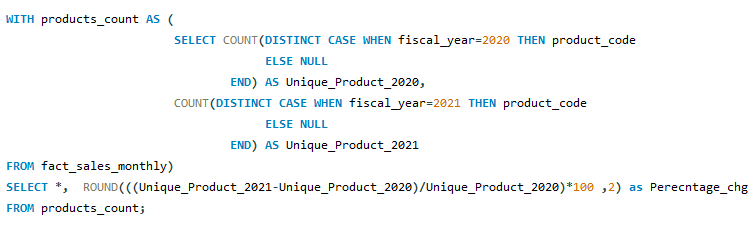 WITH products_count AS (
SELECT COUNT(DISTINCT CASE WHEN fiscal_year=2020 THEN product_code
ELSE NULL
END) AS Unique_Product_2020,
COUNT(DISTINCT CASE WHEN fiscal_year=2021 THEN product_code
ELSE NULL
END) AS Unique_Product_2021
FROM fact_sales_monthly)
SELECT *,  ROUND(((Unique_Product_2021-Unique_Product_2020)/Unique_Product_2020)*100 ,2) as Perecntage_chg
FROM products_count;